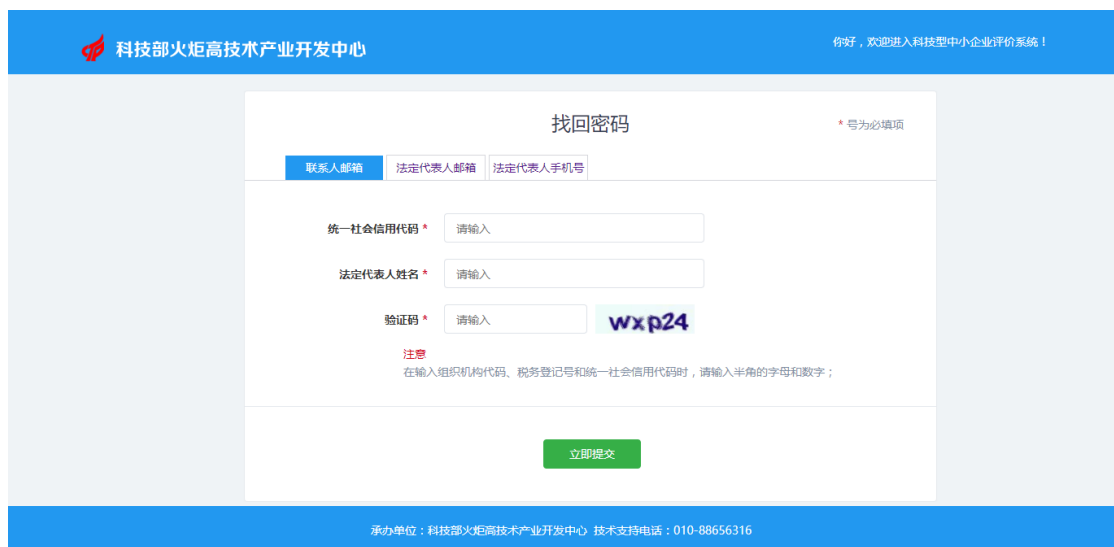 科技部火炬高技术产业开发中心
你好，欢迎进入科技型中小企业评价系统！
找回密码
* 号为必填项
联系人邮箱 法定代表人邮箱 法定代表人手机号
统一社会信用代码 * 请输入
法定代表人姓名 * 请输入
验证码 * 请输入 wxp24
注意
在输入组织机构代码、税务登记号和统一社会信用代码时，请输入半角的字母和数字；
立即提交
承办单位：科技部火炬高技术产业开发中心 技术支持电话：010-88656316